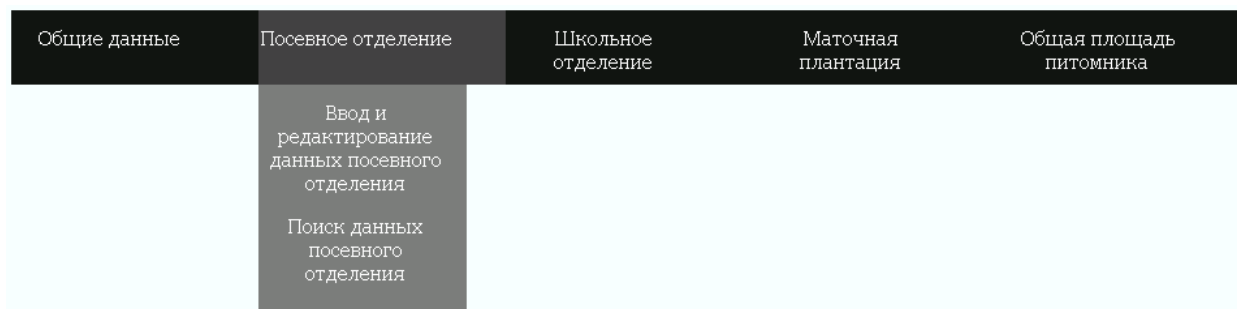 Общие данные
Посевное отделение
Школьное
отделение
Маточная
плантация
Общая площадь
питомника
Ввод и
редактирование
данных посевного
отделения
Поиск данных
посевного
отделения